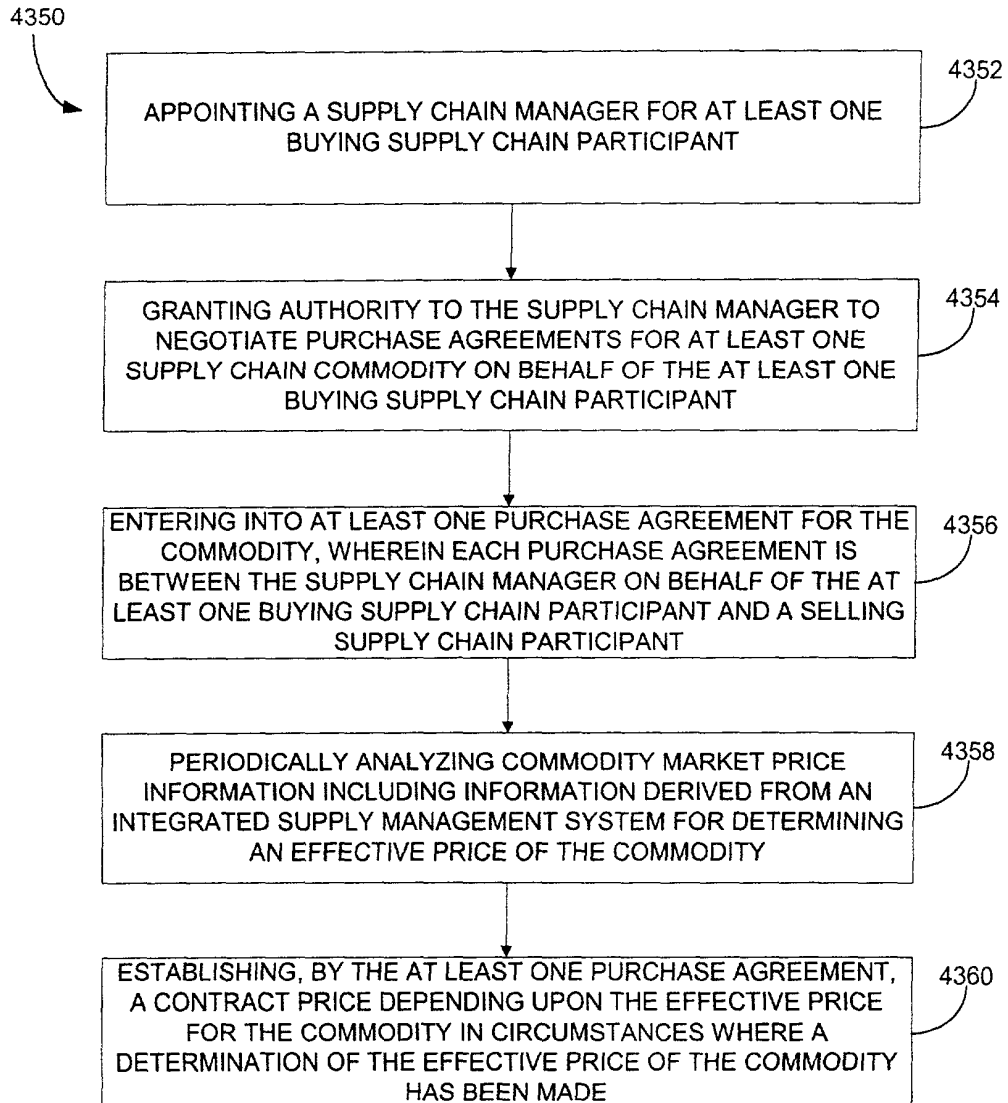 4350
4352
APPOINTING A SUPPLY CHAIN MANAGER FOR AT LEAST ONE
BUYING SUPPLY CHAIN PARTICIPANT
4354
GRANTING AUTHORITY TO THE SUPPLY CHAIN MANAGER TO
NEGOTIATE PURCHASE AGREEMENTS FOR AT LEAST ONE
SUPPLY CHAIN COMMODITY ON BEHALF OF THE AT LEAST ONE
BUYING SUPPLY CHAIN PARTICIPANT
4356
ENTERING INTO AT LEAST ONE PURCHASE AGREEMENT FOR THE
COMMODITY, WHEREIN EACH PURCHASE AGREEMENT IS
BETWEEN THE SUPPLY CHAIN MANAGER ON BEHALF OF THE AT
LEAST ONE BUYING SUPPLY CHAIN PARTICIPANT AND A SELLING
SUPPLY CHAIN PARTICIPANT
4358
PERIODICALLY ANALYZING COMMODITY MARKET PRICE
INFORMATION INCLUDING INFORMATION DERIVED FROM AN
INTEGRATED SUPPLY MANAGEMENT SYSTEM FOR DETERMINING
AN EFFECTIVE PRICE OF THE COMMODITY
4360
ESTABLISHING, BY THE AT LEAST ONE PURCHASE AGREEMENT,
A CONTRACT PRICE DEPENDING UPON THE EFFECTIVE PRICE
FOR THE COMMODITY IN CIRCUMSTANCES WHERE A
DETERMINATION OF THE EFFECTIVE PRICE OF THE COMMODITY
HAS BEEN MADE